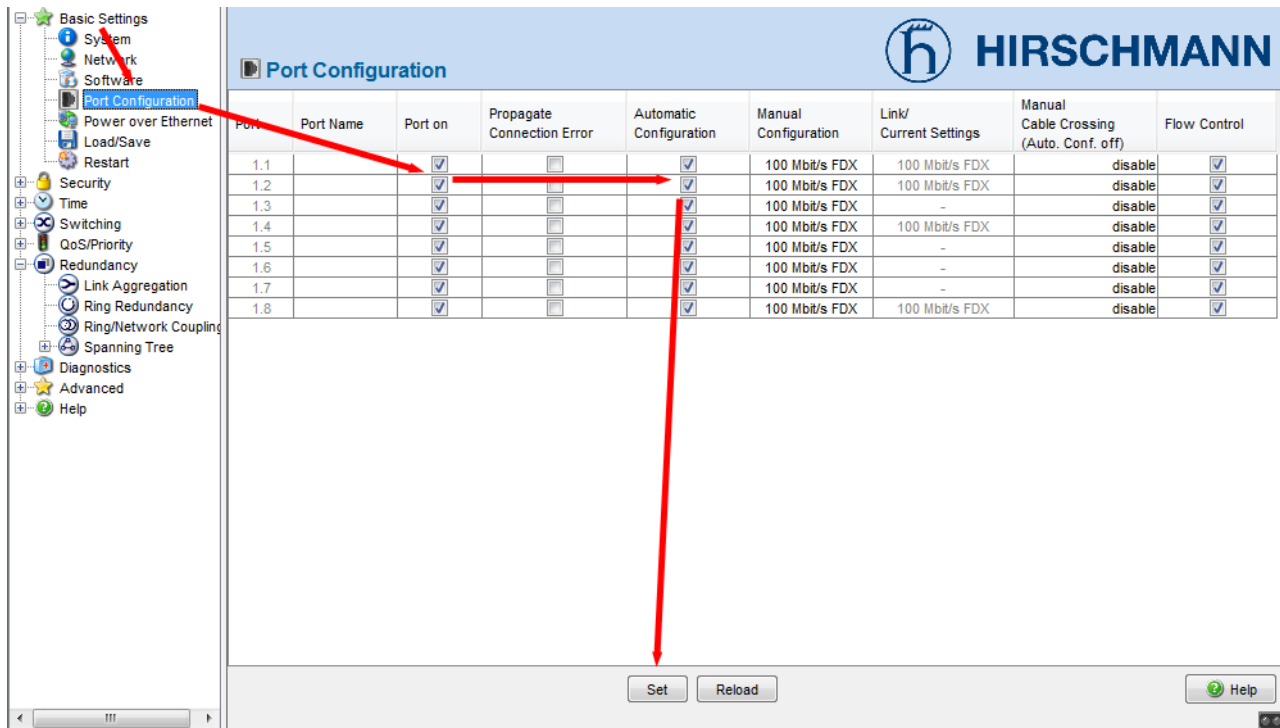 Basic Settings
System
Network
Software
Port Configuration
Power over Ethernet
Load/Save
Restart
Security
Time
Switching
QoS/Priority
Redundancy
Link Aggregation
Ring Redundancy
Ring/Network Coupling
Spanning Tree
Diagnostics
Advanced
Help
Port Configuration
HIRSCHMANN
Port Port Name Port on Propagate Connection Error Automatic Configuration Manual Configuration Link/ Current Settings Manual Cable Crossing (Auto. Conf. off) Flow Control
1.1 100 Mbit/s FDX 100 Mbit/s FDX disable
1.2 100 Mbit/s FDX 100 Mbit/s FDX disable
1.3 100 Mbit/s FDX - disable
1.4 100 Mbit/s FDX 100 Mbit/s FDX disable
1.5 100 Mbit/s FDX - disable
1.6 100 Mbit/s FDX - disable
1.7 100 Mbit/s FDX - disable
1.8 100 Mbit/s FDX 100 Mbit/s FDX disable
Set Reload Help